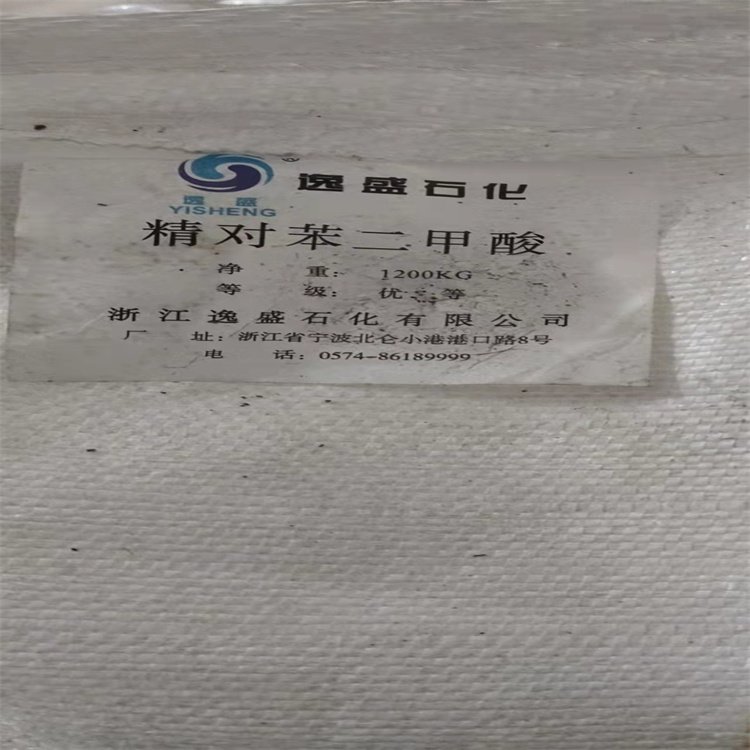 逸盛石化
逸盛
YISHENG
精对苯二甲酸
净 重: 1200KG
等 级: 优 等
浙江逸盛石化有限公司
厂 址:浙江省宁波北仑小港港口路8号
电 话:0574-86189999